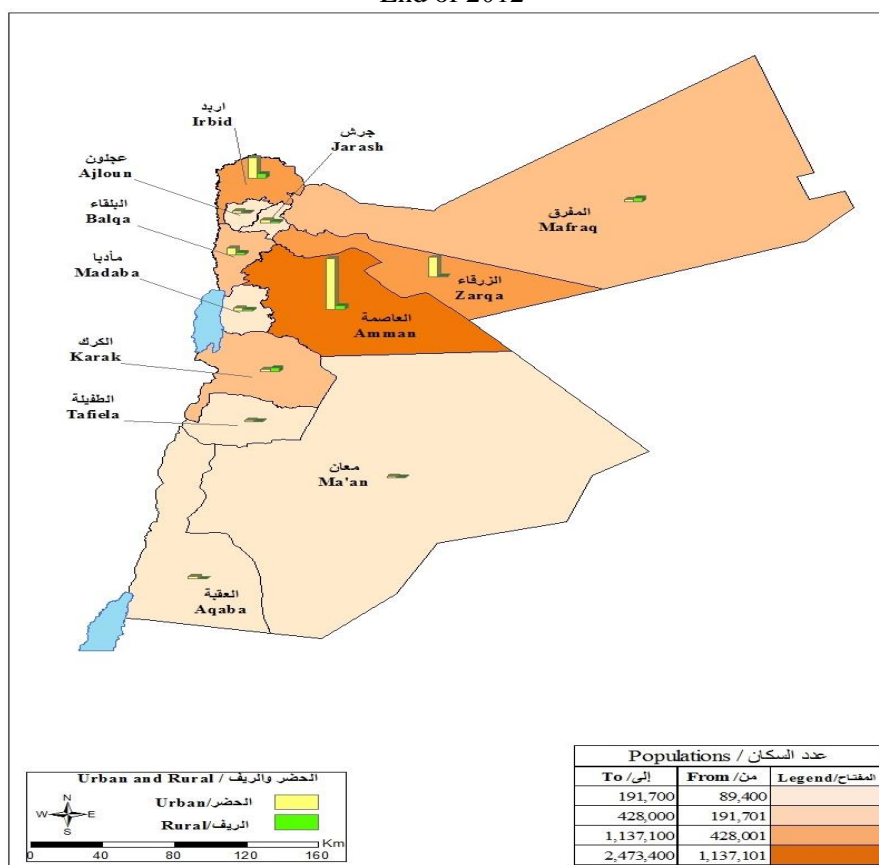 End of 2012
اربد
Irbid
جرش
Jarash
عجلون
Ajloun
البلقاء
Balqa
مأدبا
Madaba
المفرق
Mafraq
الزرقاء
Zarqa
العاصمة
Amman
الكرك
Karak
الطفيلة
Tafiela
معان
Ma'an
العقبة
Aqaba
Urban and Rural / الحضر والريف
Urban/الحضر
Rural/الريف
N
W E
S
Km
0 40 80 120 160
Populations / عدد السكان
To /إلى From /من Legend/المفتاح
191,700 89,400
428,000 191,701
1,137,100 428,001
2,473,400 1,137,101